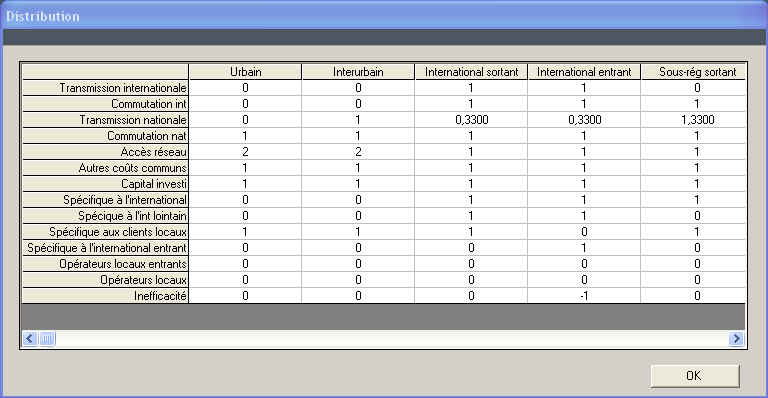 Distribution
Urbain Interurbain International sortant International entrant Sous-rég sortant
Transmission internationale 0 0 1 1 0
Commutation int 0 0 1 1 1
Transmission nationale 0 1 0,3300 0,3300 1,3300
Commutation nat 1 1 1 1 1
Accès réseau 2 2 1 1 1
Autres coûts communs 1 1 1 1 1
Capital investi 1 1 1 1 1
Spécifique à l'international 0 0 1 1 1
Spécique à l'int lointain 0 0 1 1 0
Spécifique aux clients locaux 1 1 1 0 1
Spécifique à l'international entrant 0 0 0 1 0
Opérateurs locaux entrants 0 0 0 0 0
Opérateurs locaux 0 0 0 0 0
Inefficacité 0 0 0 -1 0
OK